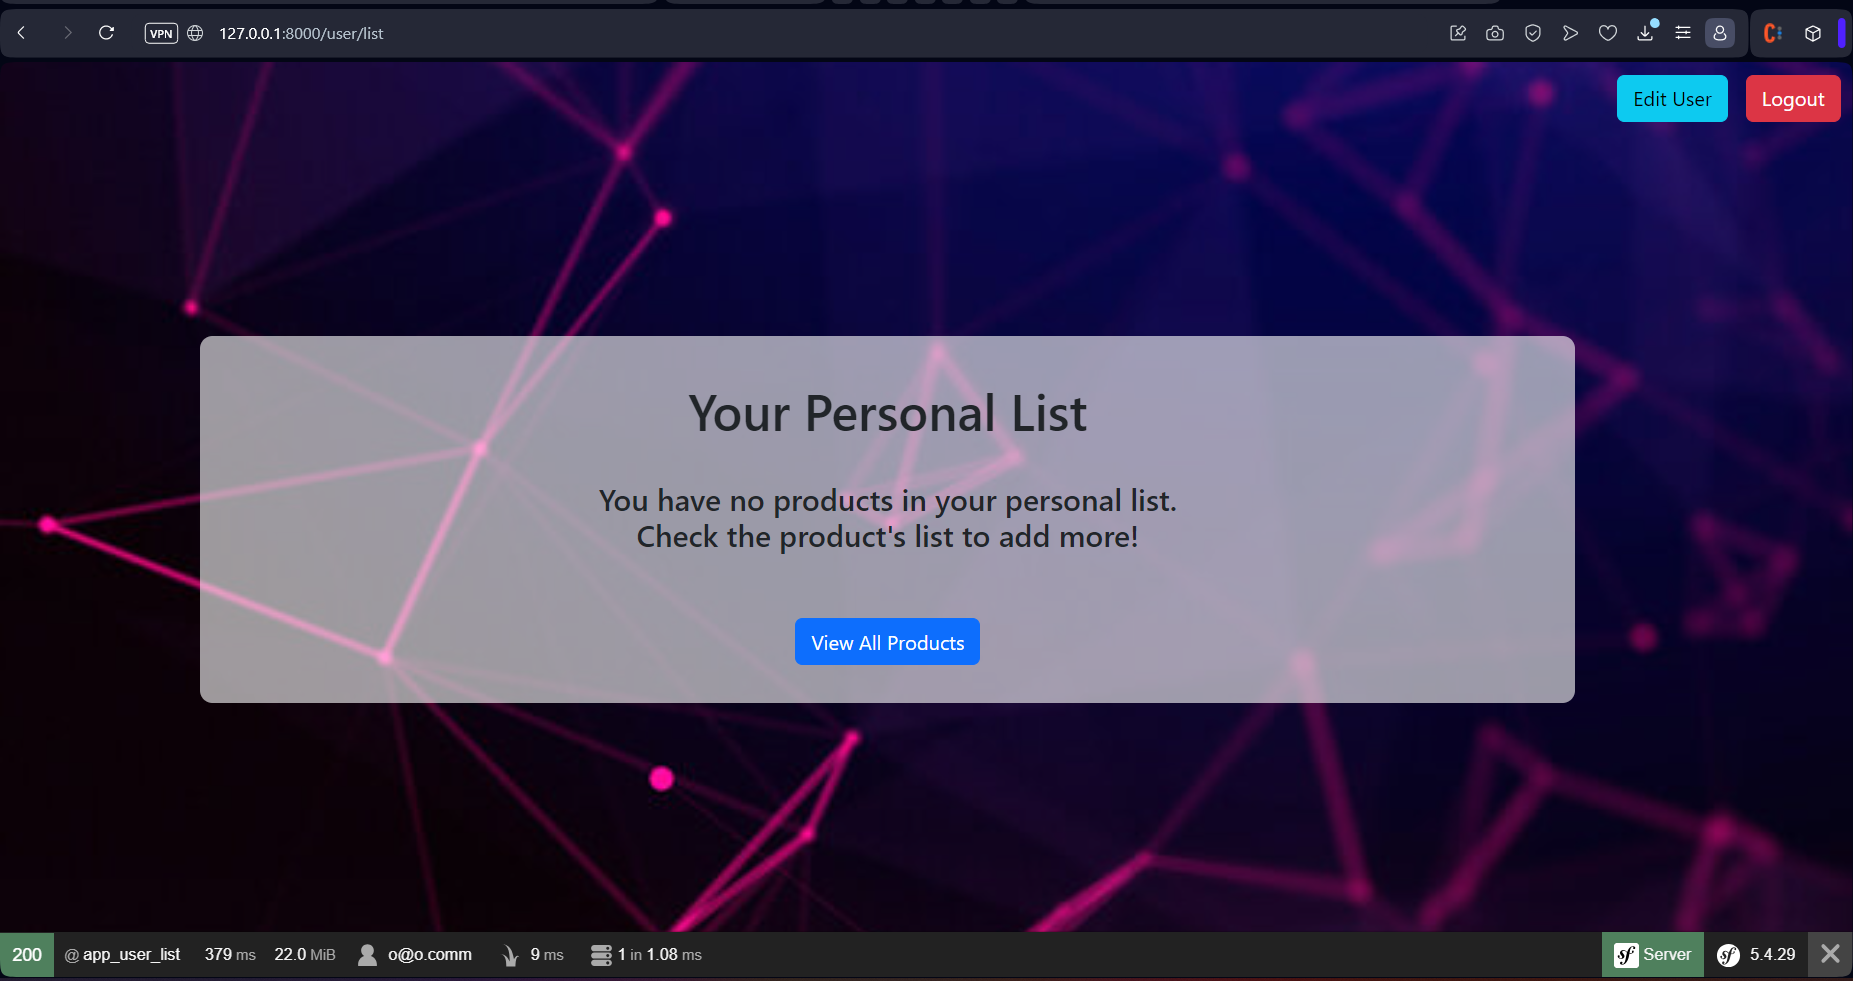 VPN 127.0.0.1:8000/user/list
Edit User Logout
Your Personal List
You have no products in your personal list.
Check the product's list to add more!
View All Products
200 @ app_user_list 379 ms 22.0 MiB o@o.comm 9 ms 1 in 1.08 ms sf Server sf 5.4.29